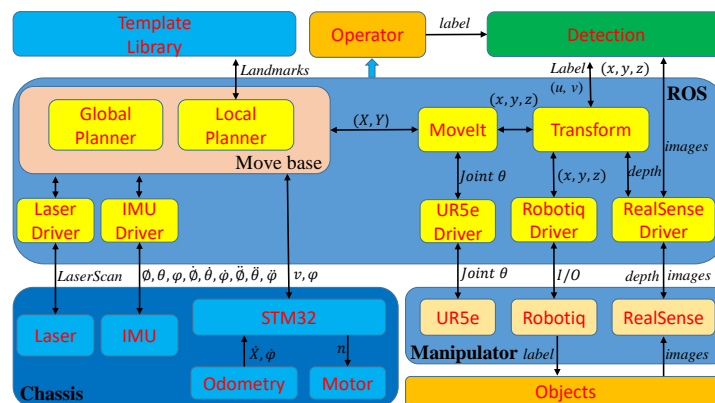 Template
Library
Operator
label
Detection
Landmarks
Label
(u, v)
(x, y, z)
ROS
Global
Planner
Local
Planner
Move base
(X, Y)
MoveIt
(x, y, z)
Transform
images
Joint θ
(x, y, z)
depth
Laser
Driver
IMU
Driver
UR5e
Driver
Robotiq
Driver
RealSense
Driver
LaserScan
∅, θ, φ, ∅̇, θ̇, φ̇, ∅̈, θ̈, φ̈
v, φ
Joint θ
I/O
depth
images
Laser
IMU
STM32
UR5e
Robotiq
RealSense
Ẋ, φ̇
n
Manipulator
label
images
Chassis
Odometry
Motor
Objects